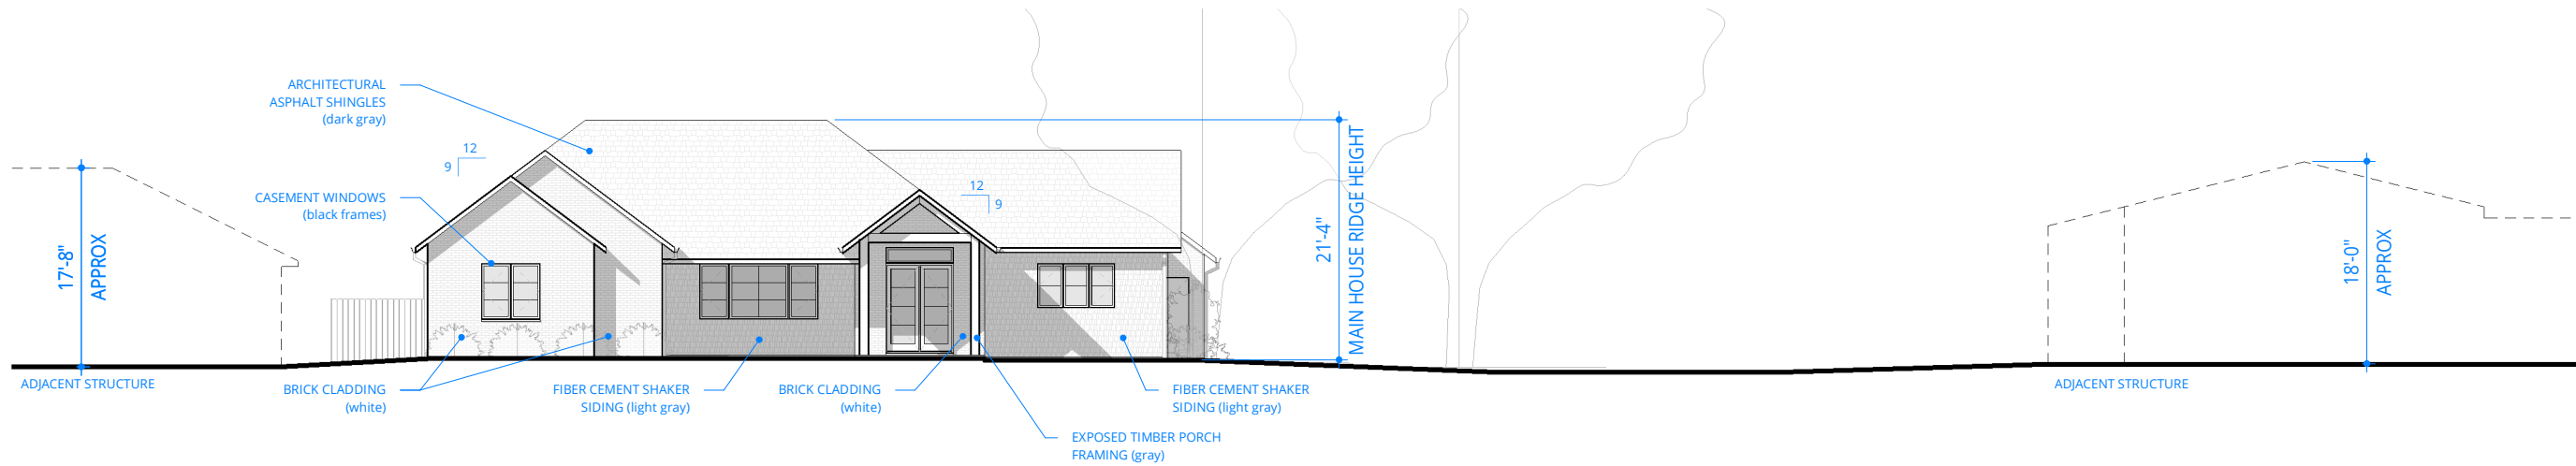 ARCHITECTURAL
ASPHALT SHINGLES
(dark gray)
12
9
CASEMENT WINDOWS
(black frames)
12
9
17'-8"
APPROX
21'-4"
MAIN HOUSE RIDGE HEIGHT
18'-0"
APPROX
ADJACENT STRUCTURE
BRICK CLADDING
(white)
FIBER CEMENT SHAKER
SIDING (light gray)
BRICK CLADDING
(white)
EXPOSED TIMBER PORCH
FRAMING (gray)
FIBER CEMENT SHAKER
SIDING (light gray)
ADJACENT STRUCTURE